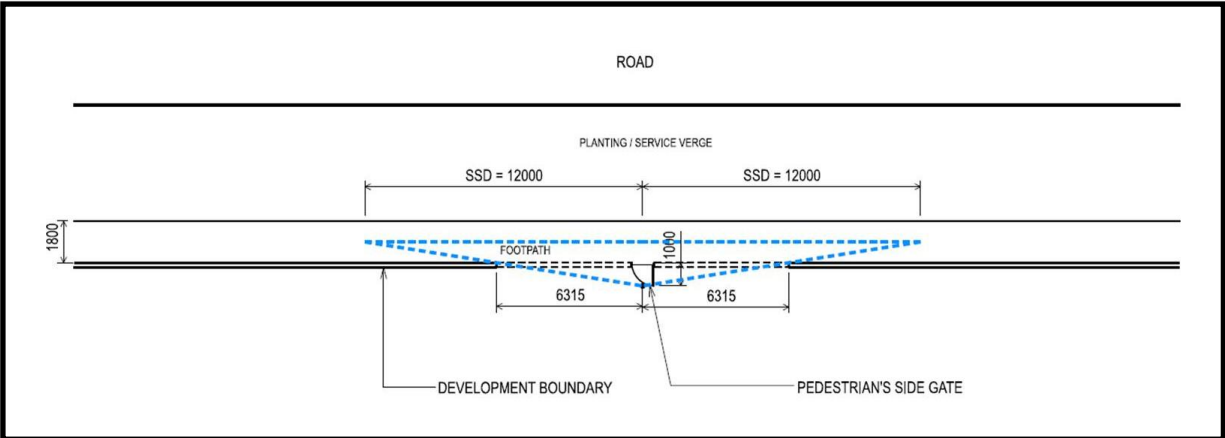 ROAD
PLANTING / SERVICE VERGE
SSD = 12000
SSD = 12000
1800
FOOTPATH
1000
6315
6315
DEVELOPMENT BOUNDARY
PEDESTRIAN'S SIDE GATE